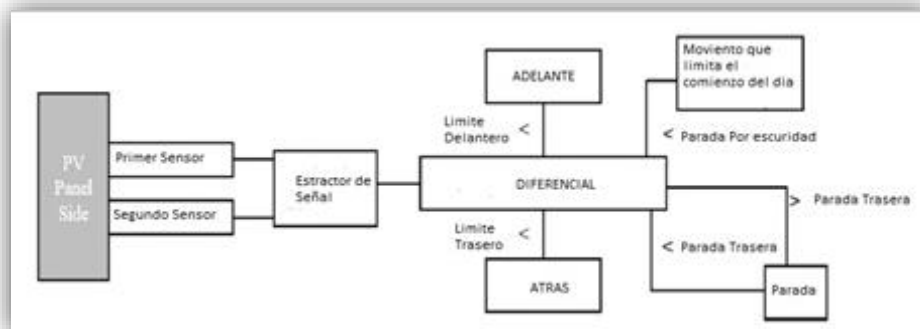 PV
Panel
Side
Primer Sensor
Segundo Sensor
Estractor de
Señal
ADELANTE
Limite
Delantero
<
DIFERENCIAL
Limite
Trasero
<
ATRAS
Moviento que
limita el
comienzo del dia
< Parada Por escuridad
> Parada Trasera
< Parada Trasera
Parada